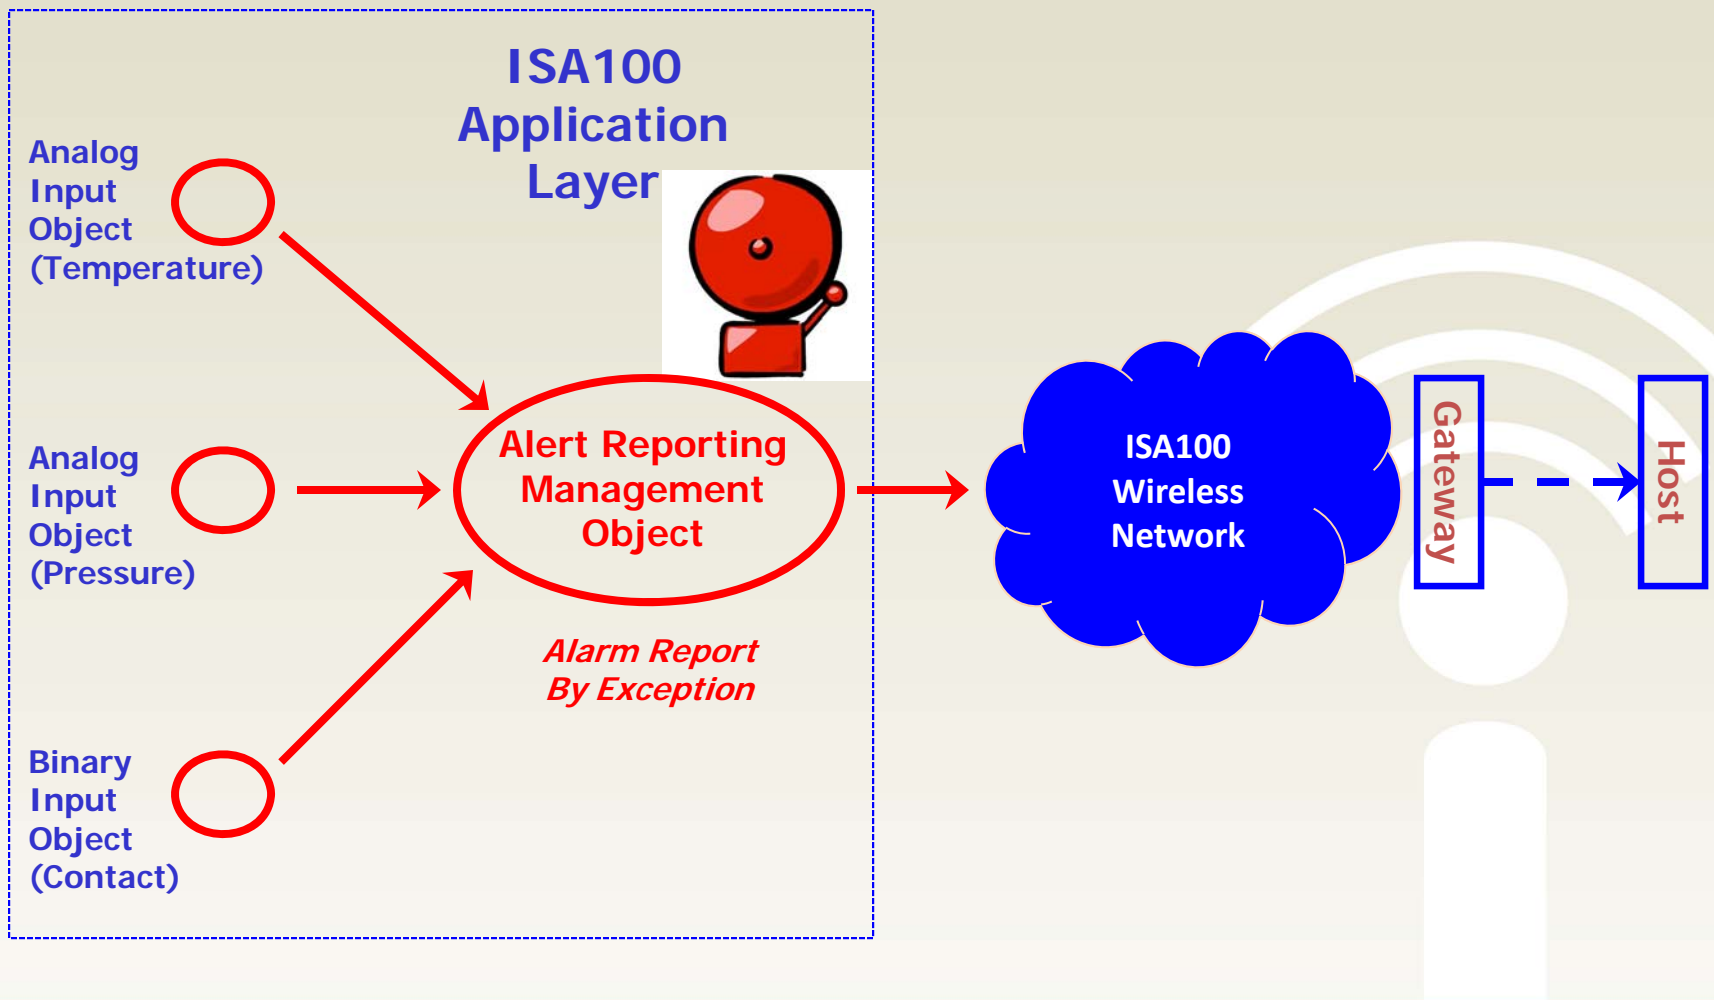 ISA100
Application
Layer
Analog
Input
Object
(Temperature)
Analog
Input
Object
(Pressure)
Binary
Input
Object
(Contact)
Alert Reporting
Management
Object
Alarm Report
By Exception
ISA100
Wireless
Network
Gateway
Host